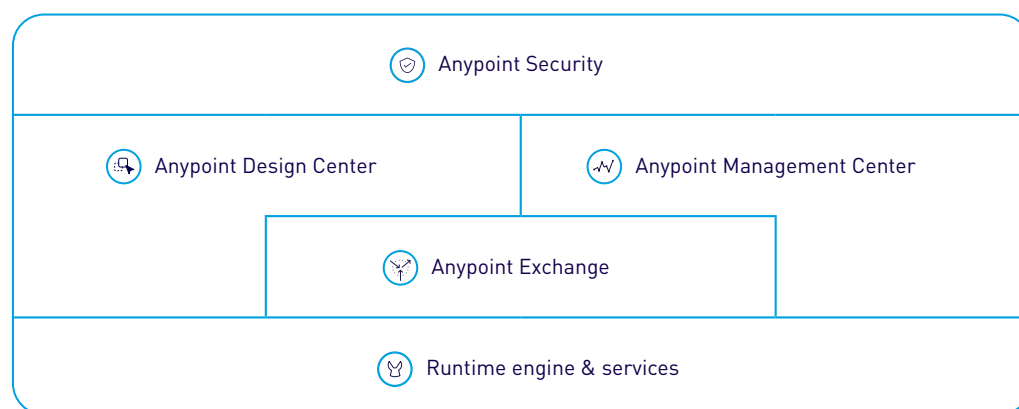 Anypoint Security
Anypoint Design Center
Anypoint Management Center
Anypoint Exchange
Runtime engine & services